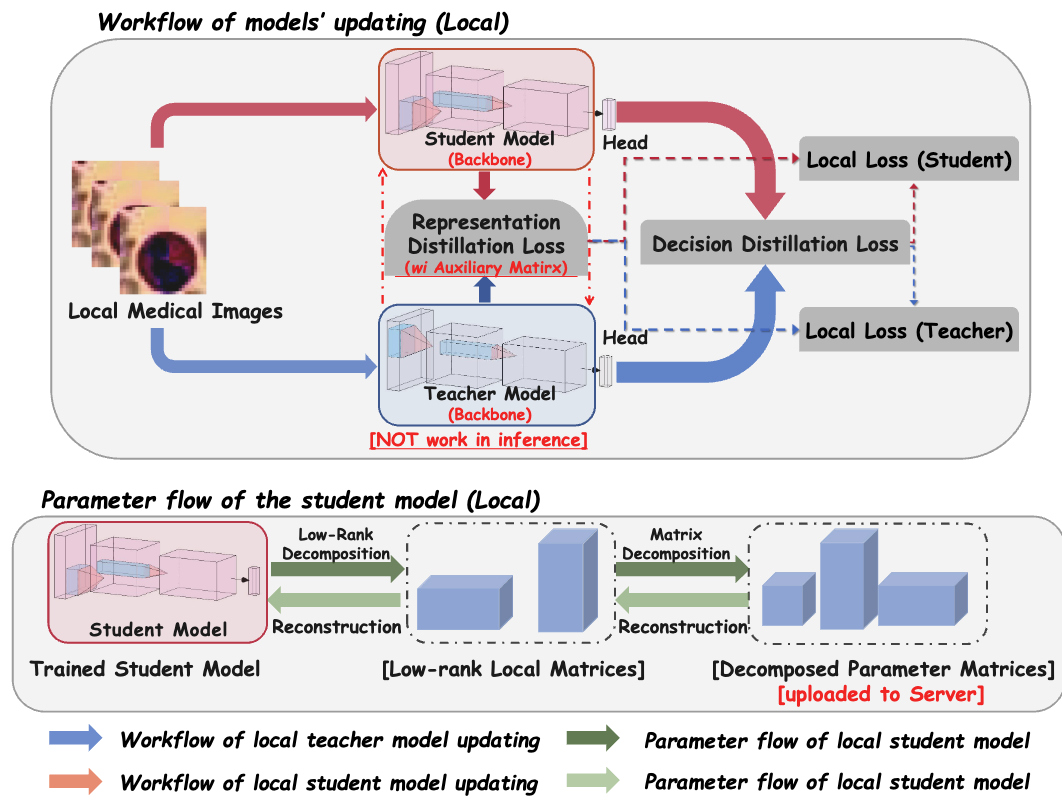 Workflow of models' updating (Local)
Student Model
(Backbone)
Head
Local Loss (Student)
Representation
Distillation Loss
(wi Auxiliary Matirx)
Decision Distillation Loss
Local Medical Images
Head
Local Loss (Teacher)
Teacher Model
(Backbone)
[NOT work in inference]
Parameter flow of the student model (Local)
Low-Rank
Decomposition
Matrix
Decomposition
Student Model
Reconstruction
Reconstruction
Trained Student Model
[Low-rank Local Matrices]
[Decomposed Parameter Matrices]
[uploaded to Server]
Workflow of local teacher model updating
Parameter flow of local student model
Workflow of local student model updating
Parameter flow of local student model